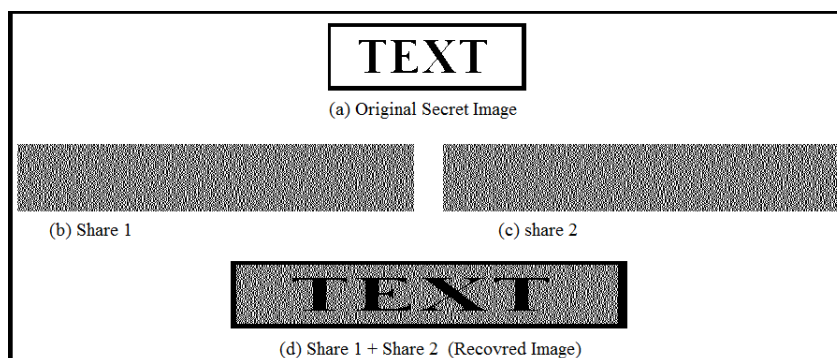 TEXT
(a) Original Secret Image
(b) Share 1
(c) share 2
TEXT
(d) Share 1 + Share 2 (Recovred Image)